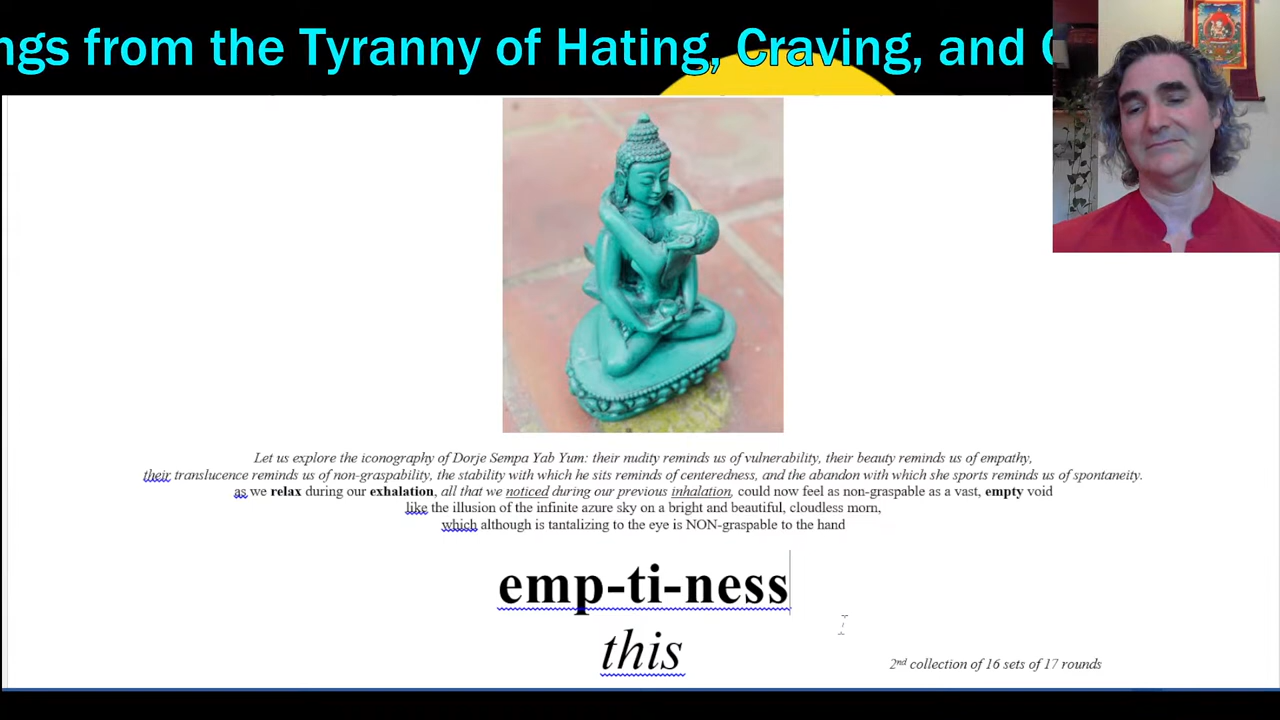 ngs from the Tyranny of Hating, Craving, and
Let us explore the iconography of Dorje Sempa Yab Yum: their nudity reminds us of vulnerability, their beauty reminds us of empathy,
their translucence reminds us of non-graspability, the stability with which he sits reminds of centeredness, and the abandon with which she sports reminds us of spontaneity.
as we relax during our exhalation, all that we noticed during our previous inhalation, could now feel as non-graspable as a vast, empty void
like the illusion of the infinite azure sky on a bright and beautiful, cloudless morn,
which although is tantalizing to the eye is NON-graspable to the hand
emp-ti-ness
this
2nd collection of 16 sets of 17 rounds